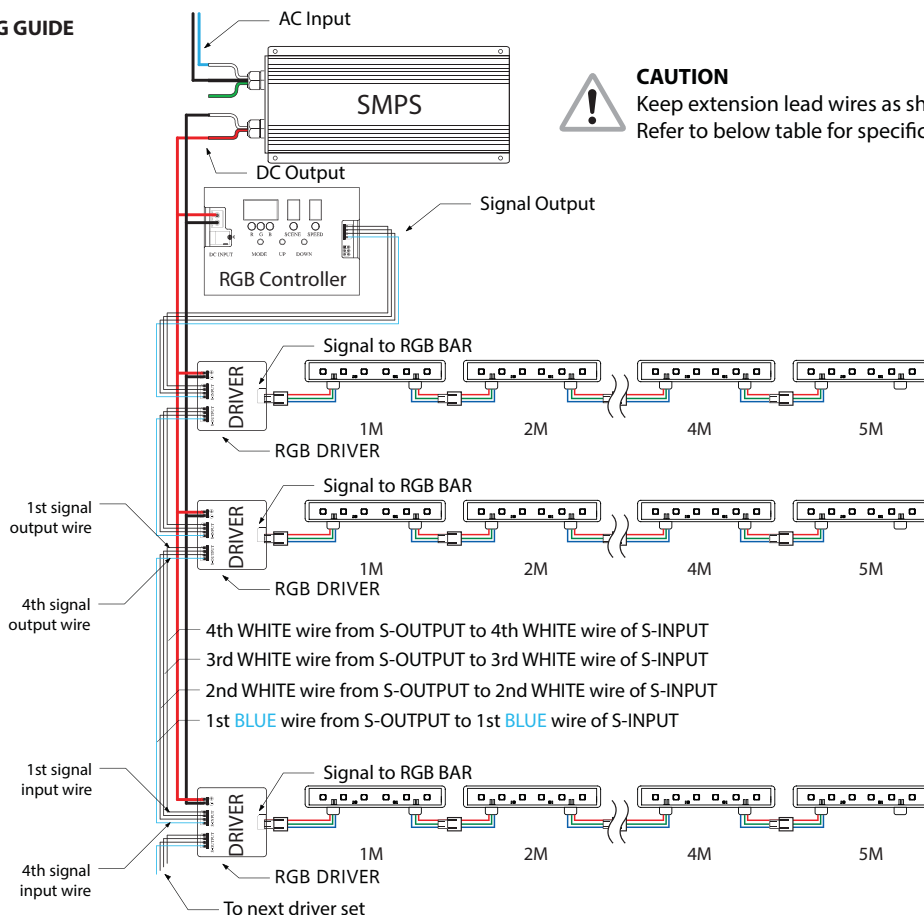 G GUIDE
AC Input
SMPS
CAUTION
Keep extension lead wires as sh
Refer to below table for specific
DC Output
Signal Output
R G B SCENE SPEED
DC INPUT MODE UP DOWN
RGB Controller
Signal to RGB BAR
DRIVER
1M 2M 4M 5M
RGB DRIVER
Signal to RGB BAR
1st signal
output wire
DRIVER
1M 2M 4M 5M
RGB DRIVER
4th signal
output wire
4th WHITE wire from S-OUTPUT to 4th WHITE wire of S-INPUT
3rd WHITE wire from S-OUTPUT to 3rd WHITE wire of S-INPUT
2nd WHITE wire from S-OUTPUT to 2nd WHITE wire of S-INPUT
1st BLUE wire from S-OUTPUT to 1st BLUE wire of S-INPUT
1st signal
input wire
Signal to RGB BAR
DRIVER
1M 2M 4M 5M
RGB DRIVER
4th signal
input wire
To next driver set